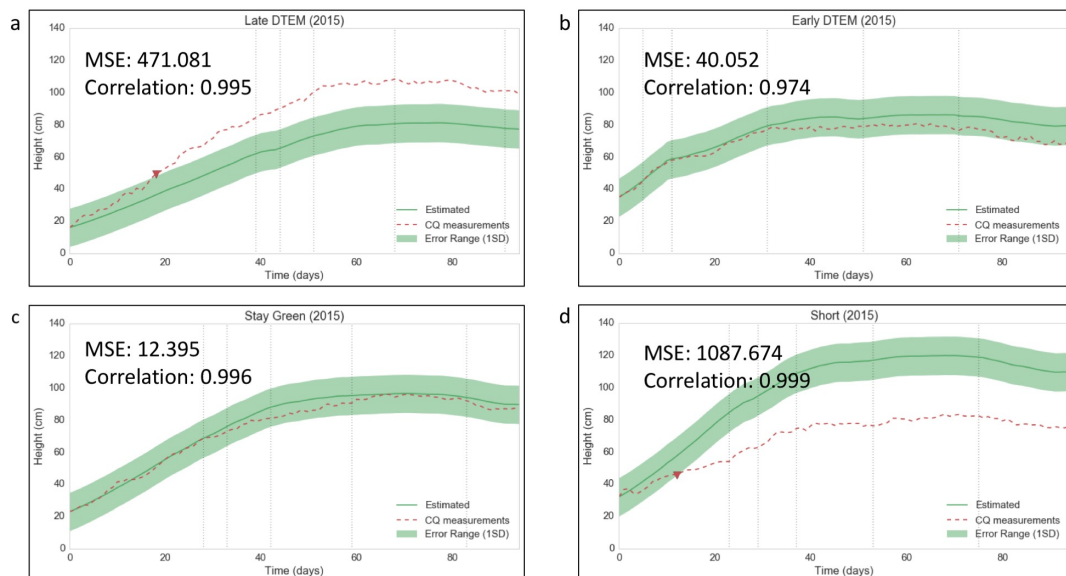 a
Late DTEM (2015)
MSE: 471.081
Correlation: 0.995
140
120
100
80
60
40
20
0
Height (cm)
0 20 40 60 80
Time (days)
Estimated
CQ measurements
Error Range (1SD)
b
Early DTEM (2015)
MSE: 40.052
Correlation: 0.974
140
120
100
80
60
40
20
0
Height (cm)
0 20 40 60 80
Time (days)
Estimated
CQ measurements
Error Range (1SD)
c
Stay Green (2015)
MSE: 12.395
Correlation: 0.996
140
120
100
80
60
40
20
0
Height (cm)
0 20 40 60 80
Time (days)
Estimated
CQ measurements
Error Range (1SD)
d
Short (2015)
MSE: 1087.674
Correlation: 0.999
140
120
100
80
60
40
20
0
Height (cm)
0 20 40 60 80
Time (days)
Estimated
CQ measurements
Error Range (1SD)